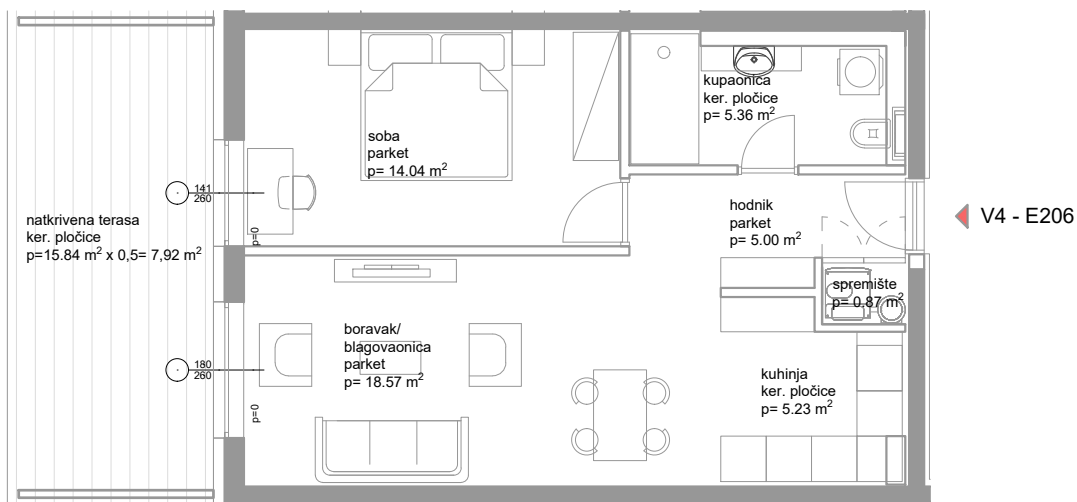 kupaonica
ker. pločice
p= 5.36 m²
soba
parket
p= 14.04 m²
141
260
natkrivena terasa
ker. pločice
p=15.84 m² x 0,5= 7,92 m²
p=0
hodnik
parket
p= 5.00 m²
V4 - E206
spremište
p= 0.87 m²
boravak/
blagovaonica
parket
p= 18.57 m²
180
260
p=0
kuhinja
ker. pločice
p= 5.23 m²